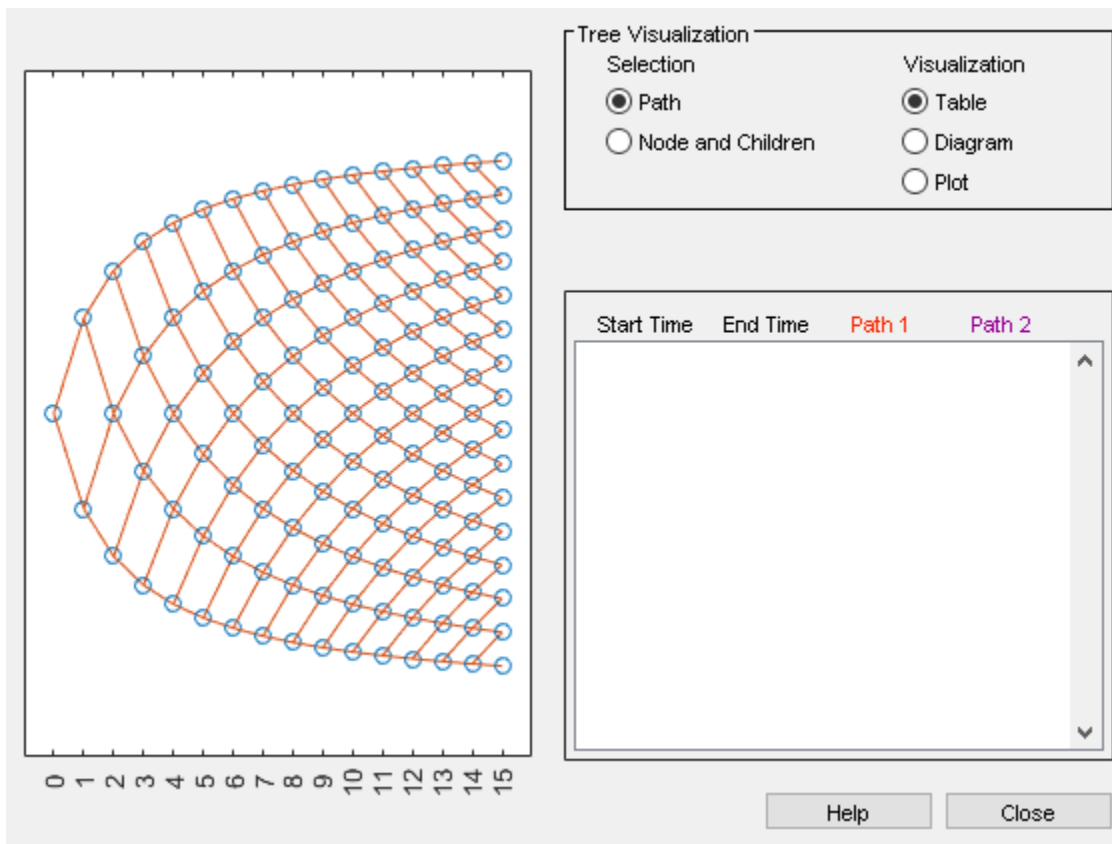 Tree Visualization
Selection
Visualization
Path
Table
Node and Children
Diagram
Plot
Start Time End Time Path 1 Path 2
0 1 2 3 4 5 6 7 8 9 10 11 12 13 14 15
Help
Close